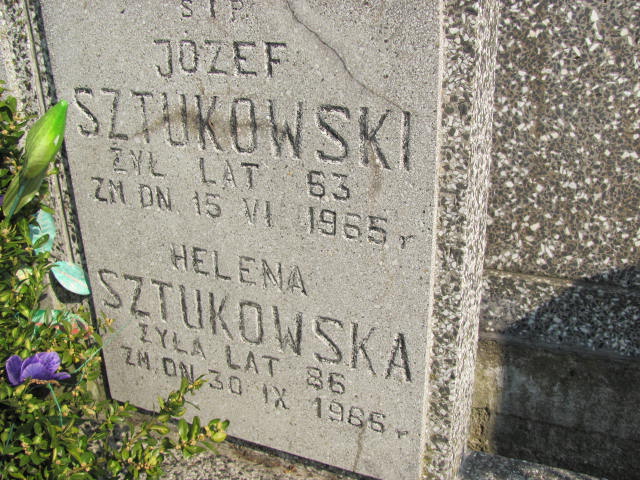 Ś†P.
JÓZEF
SZTUKOWSKI
ŻYŁ LAT 63
ZM DN 15 VI 1965 r
HELENA
SZTUKOWSKA
ŻYŁA LAT 86
ZM. DN 30 IX 1986 r